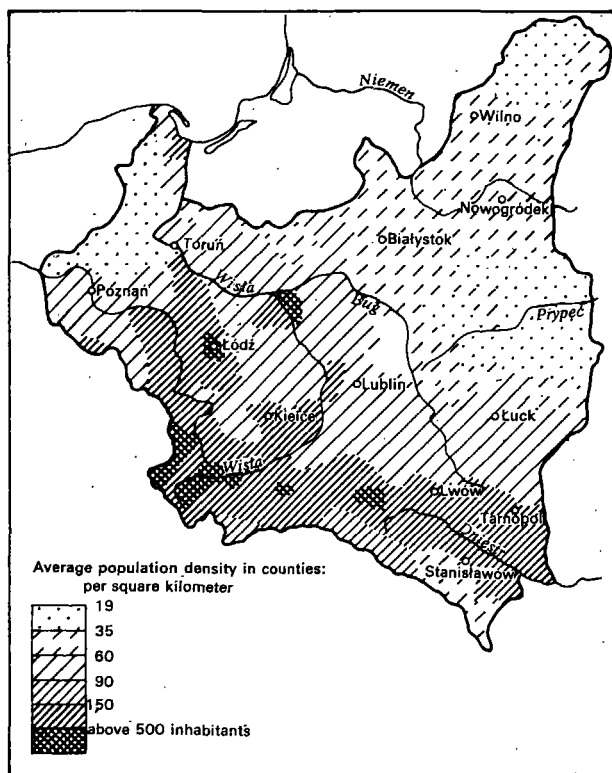 Niemen
Wilno
Nowogródek
Białystok
Toruń
Wisła
Bug
Poznań
Prypęć
Łódź
Lublin
Kielce
Łuck
Wisła
Lwów
Tarnopol
Dniestr
Stanisławów
Average population density in counties:
per square kilometer
19
35
60
90
150
above 500 inhabitants